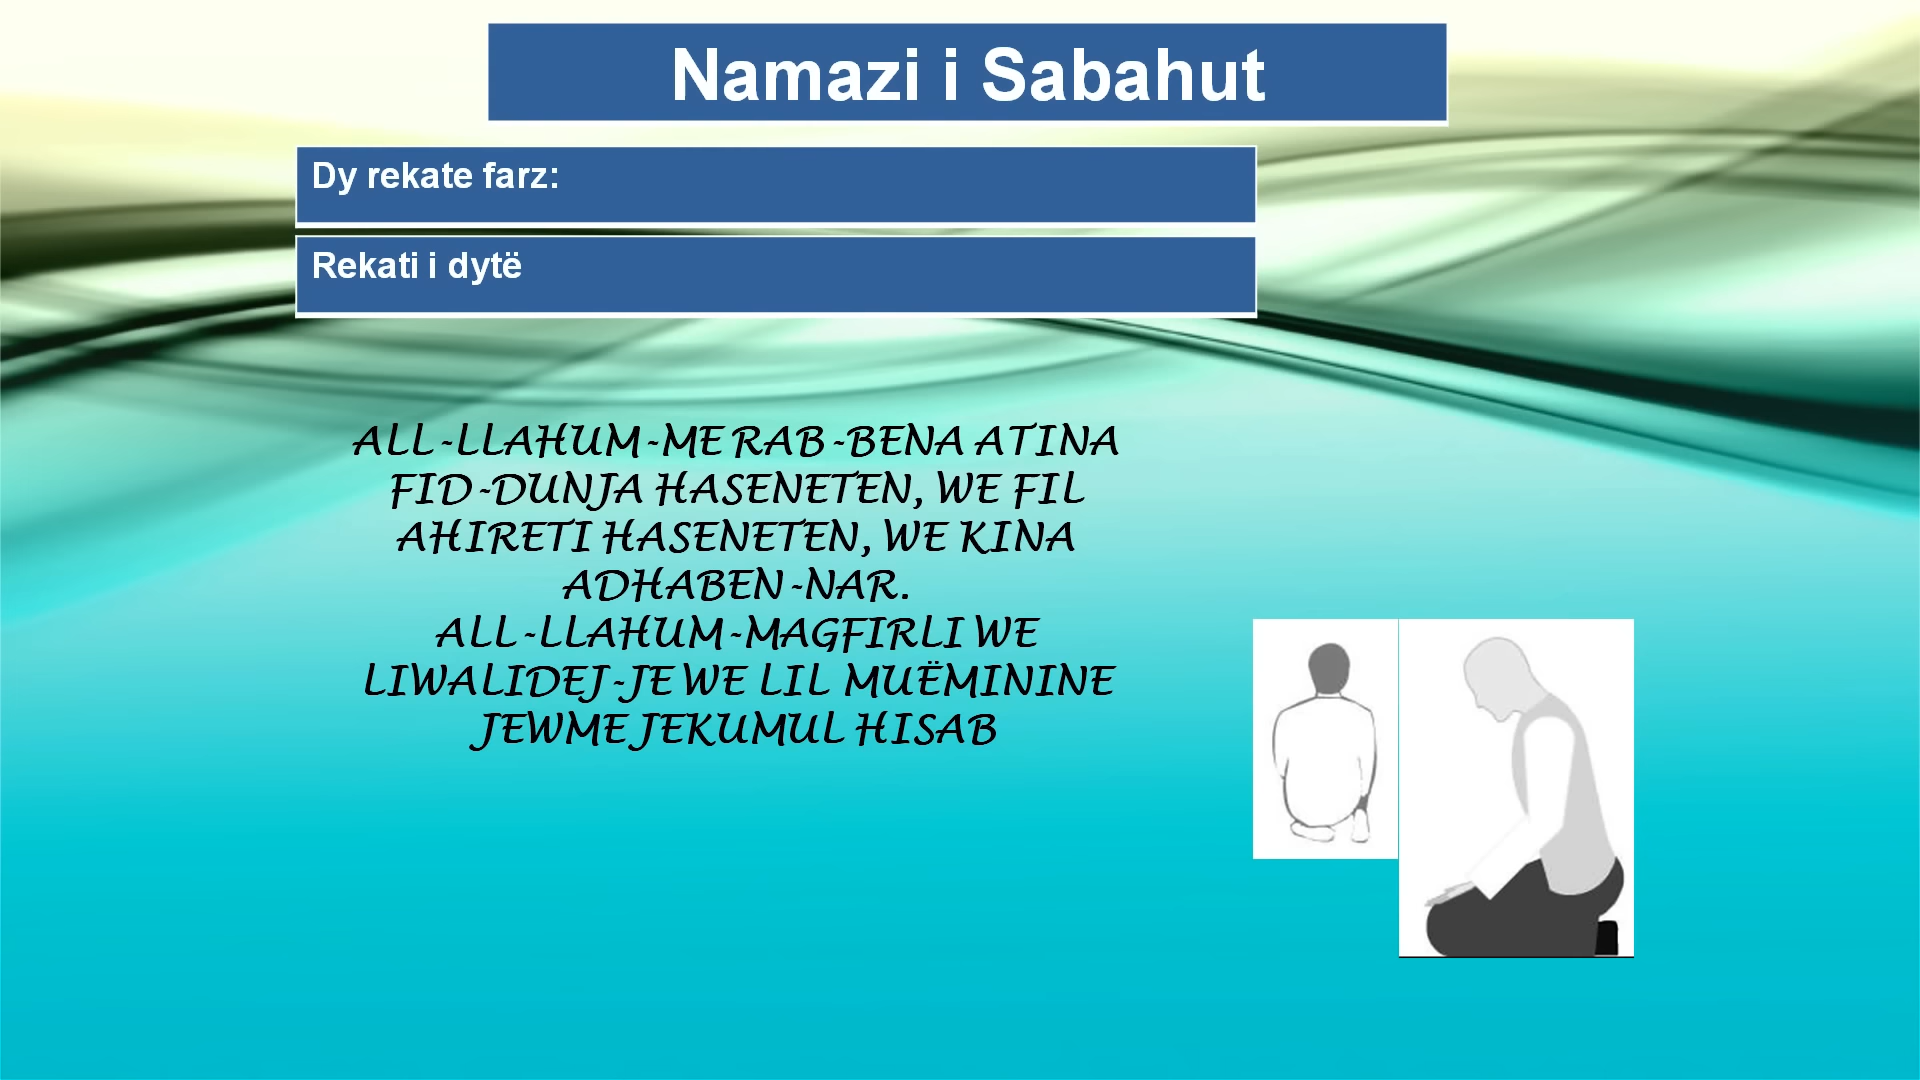 Namazi i Sabahut
Dy rekate farz:
Rekati i dytë
ALL-LLAHUM-ME RAB-BENA ATINA
FID-DUNJA HASENETEN, WE FIL
AHIRETI HASENETEN, WE KINA
ADHABEN-NAR.
ALL-LLAHUM-MAGFIRLI WE
LIWALIDEJ-JE WE LIL MUËMININE
JEWME JEKUMUL HISAB